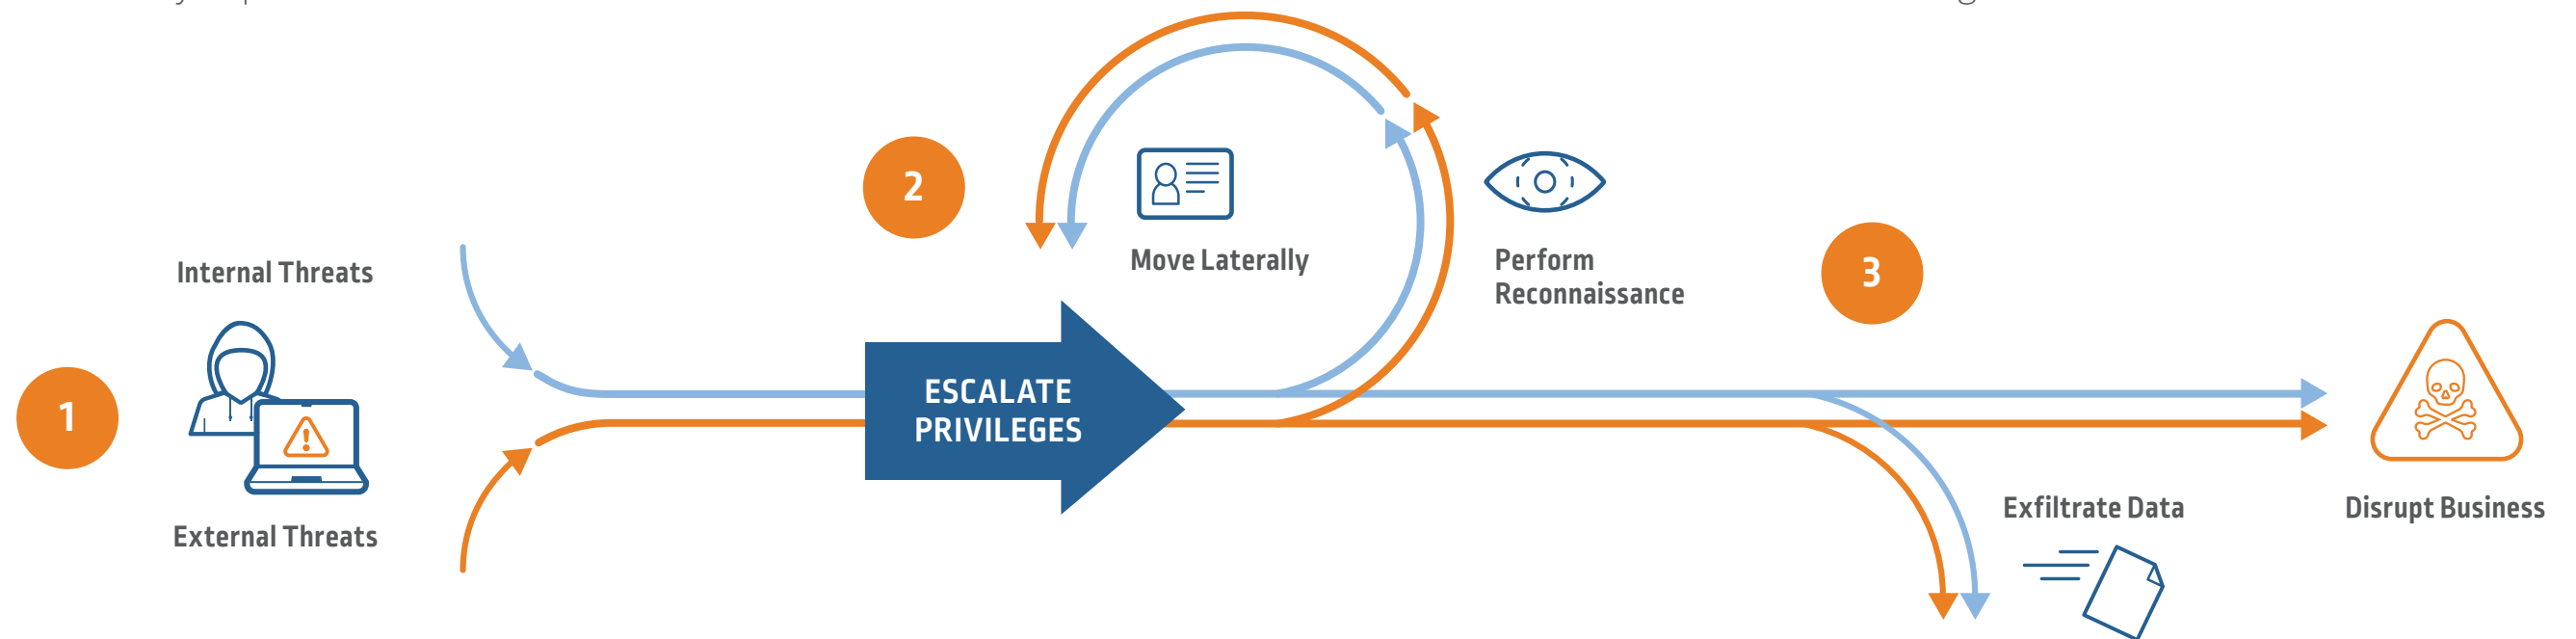 1
Internal Threats
External Threats
2
ESCALATE
PRIVILEGES
Move Laterally
Perform
Reconnaissance
3
Exfiltrate Data
Disrupt Business